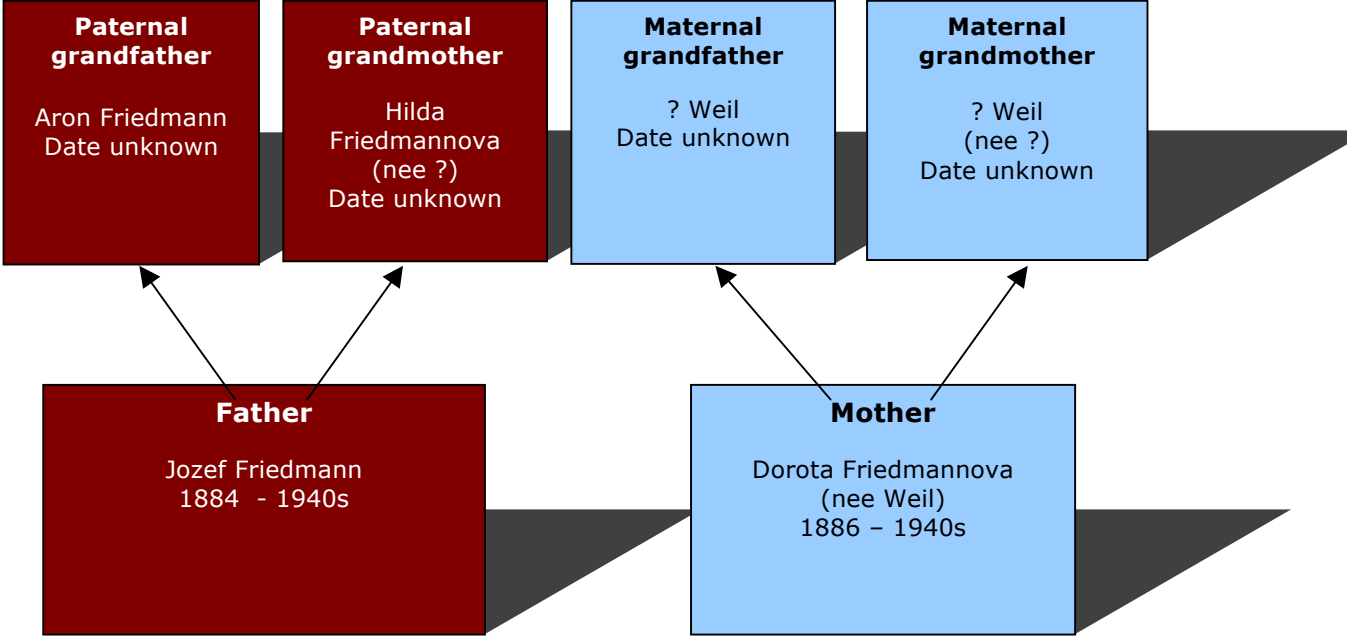 Paternal
grandfather
Aron Friedmann
Date unknown
Paternal
grandmother
Hilda
Friedmannova
(nee ?)
Date unknown
Maternal
grandfather
? Weil
Date unknown
Maternal
grandmother
? Weil
(nee ?)
Date unknown
Father
Jozef Friedmann
1884 - 1940s
Mother
Dorota Friedmannova
(nee Weil)
1886 – 1940s